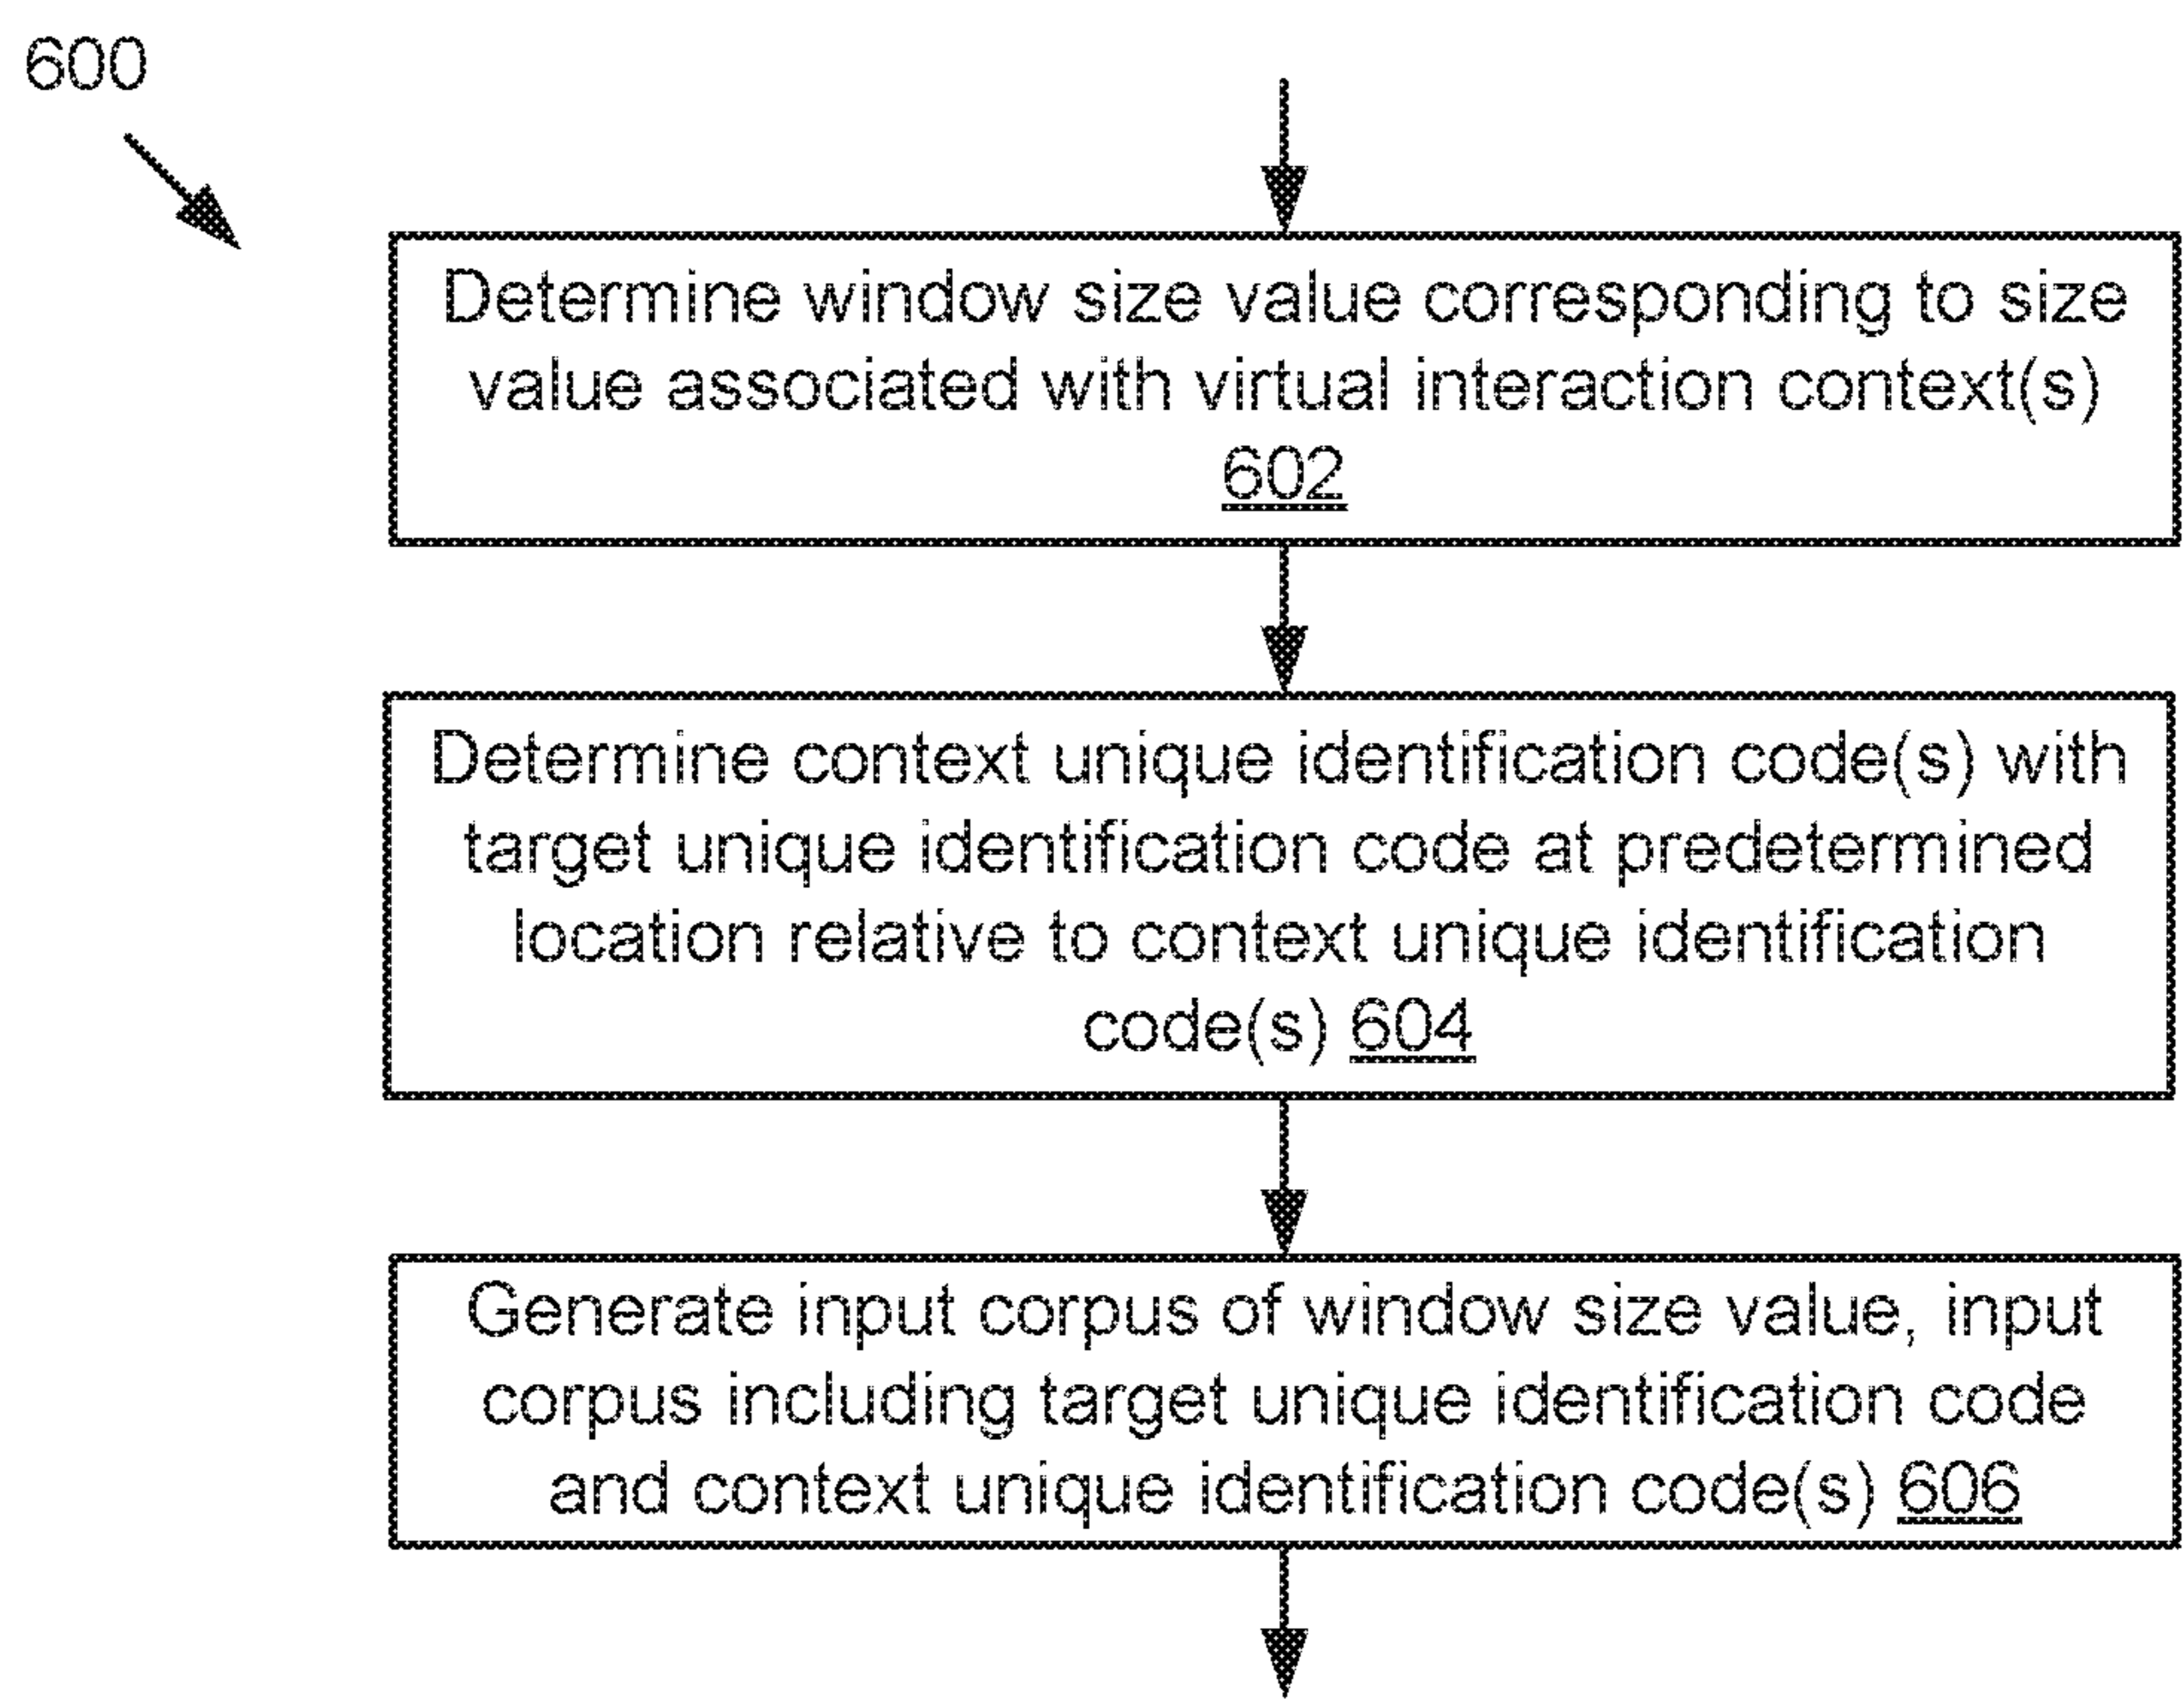 600
Determine window size value corresponding to size
value associated with virtual interaction context(s)
602
Determine context unique identification code(s) with
target unique identification code at predetermined
location relative to context unique identification
code(s) 604
Generate input corpus of window size value, input
corpus including target unique identification code
and context unique identification code(s) 606